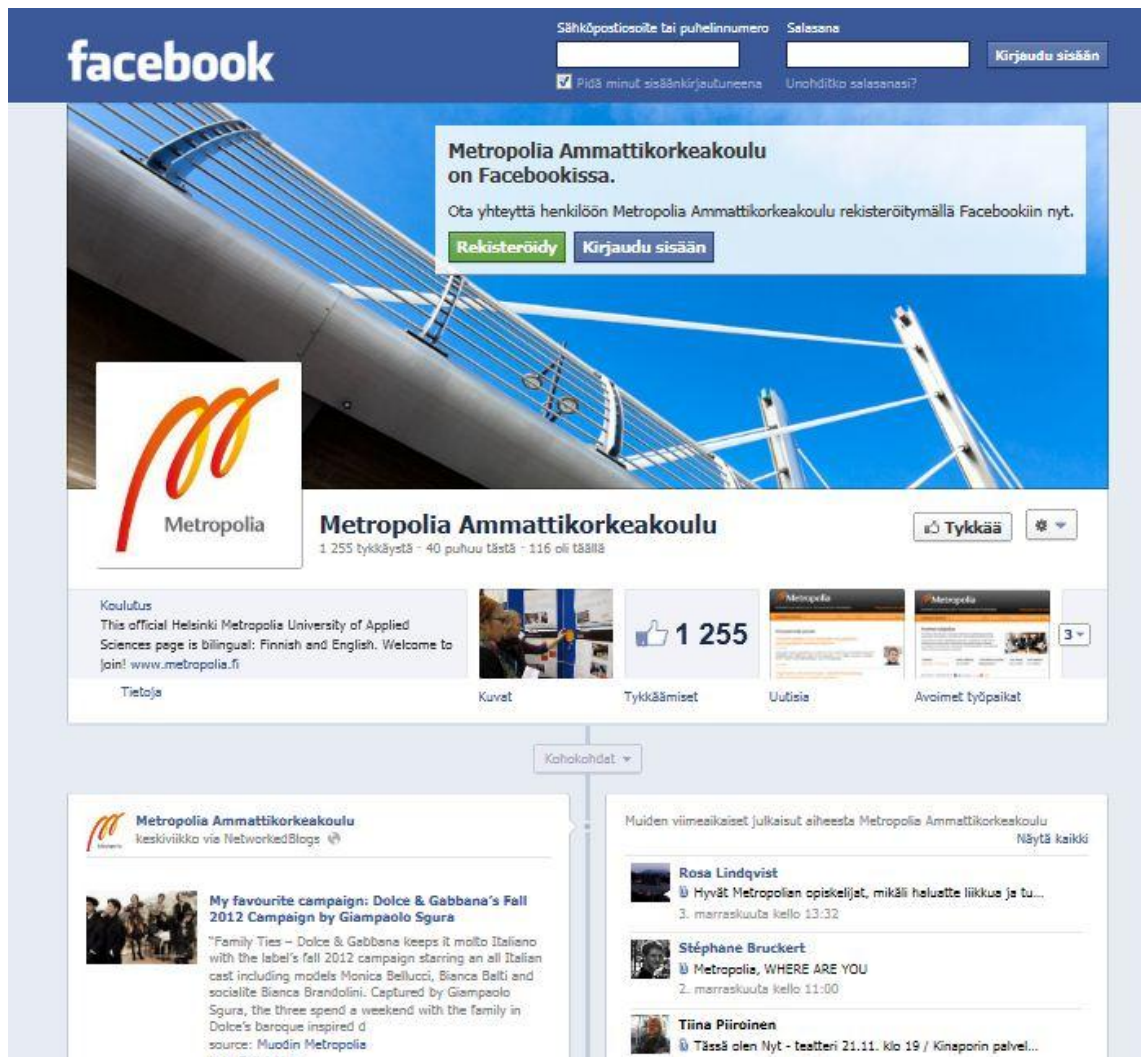 facebook
Sähköpostiosoite tai puhelinnumero
Salasana
Kirjaudu sisään
Pidä minut sisäänkirjautuneena
Unohditko salasanasi?
Metropolia Ammattikorkeakoulu
on Facebookissa.
Ota yhteyttä henkilöön Metropolia Ammattikorkeakoulu rekisteröitymällä Facebookiin nyt.
Rekisteröidy
Kirjaudu sisään
Metropolia
Metropolia Ammattikorkeakoulu
1 255 tykkäystä · 40 puhuu tästä · 116 oli täällä
Tykkää
Koulutus
This official Helsinki Metropolia University of Applied
Sciences page is bilingual: Finnish and English. Welcome to
join! www.metropolia.fi
Tietoja
Kuvat
1 255
Tykkäämiset
Metropolia
Uutisia
Metropolia
Avoimet työpaikat
3
Kohokohdat
Metropolia Ammattikorkeakoulu
keskiviikko via NetworkedBlogs
My favourite campaign: Dolce & Gabbana's Fall
2012 Campaign by Giampaolo Sgura
"Family Ties – Dolce & Gabbana keeps it molto Italiano
with the label's fall 2012 campaign starring an all Italian
cast including models Monica Bellucci, Bianca Balti and
socialite Bianca Brandolini. Captured by Giampaolo
Sgura, the three spend a weekend with the family in
Dolce's baroque inspired d
source: Muodin Metropolia
Muiden viimeaikaiset julkaisut aiheesta Metropolia Ammattikorkeakoulu
Näytä kaikki
Rosa Lindqvist
Hyvät Metropolian opiskelijat, mikäli haluatte liikkua ja tu...
3. marraskuuta kello 13:32
Stéphane Bruckert
Metropolia, WHERE ARE YOU
2. marraskuuta kello 11:00
Tiina Piiroinen
Tässä olen Nyt - teatteri 21.11. klo 19 / Kinaporin palvel...